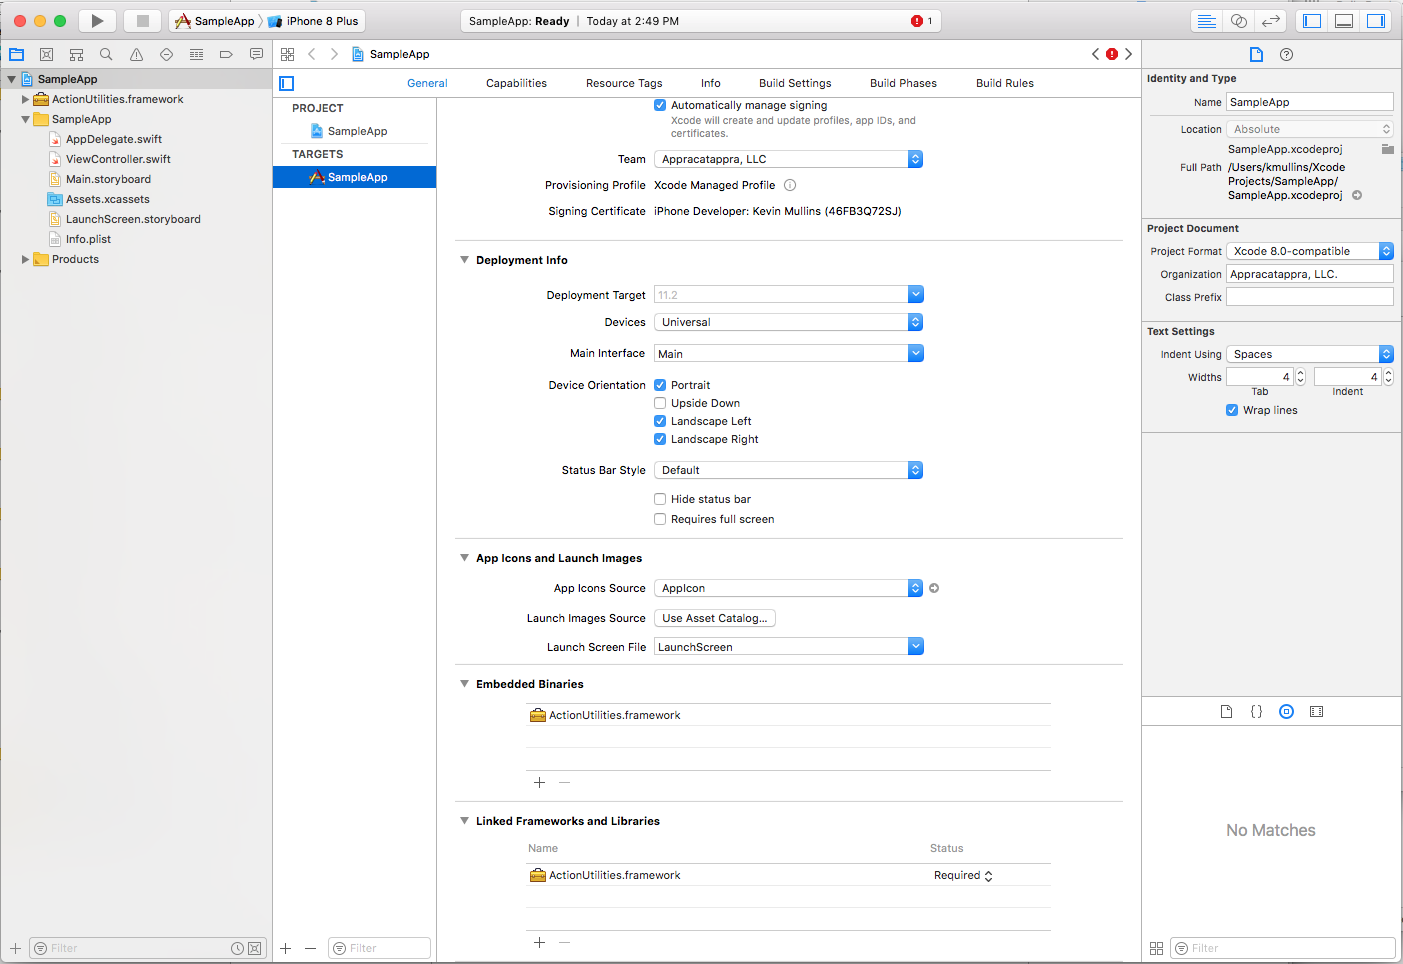 SampleApp
iPhone 8 Plus
SampleApp: Ready | Today at 2:49 PM
1
SampleApp
ActionUtilities.framework
SampleApp
AppDelegate.swift
ViewController.swift
Main.storyboard
Assets.xcassets
LaunchScreen.storyboard
Info.plist
Products
Filter
SampleApp
General Capabilities Resource Tags Info Build Settings Build Phases Build Rules
PROJECT
SampleApp
TARGETS
SampleApp
Filter
Automatically manage signing
Xcode will create and update profiles, app IDs, and
certificates.
Team Appracatappra, LLC
Provisioning Profile Xcode Managed Profile
Signing Certificate iPhone Developer: Kevin Mullins (46FB3Q72SJ)
Deployment Info
Deployment Target 11.2
Devices Universal
Main Interface Main
Device Orientation Portrait
Upside Down
Landscape Left
Landscape Right
Status Bar Style Default
Hide status bar
Requires full screen
App Icons and Launch Images
App Icons Source AppIcon
Launch Images Source Use Asset Catalog...
Launch Screen File LaunchScreen
Embedded Binaries
ActionUtilities.framework
Linked Frameworks and Libraries
Name Status
ActionUtilities.framework Required
Identity and Type
Name SampleApp
Location Absolute
SampleApp.xcodeproj
Full Path /Users/kmullins/Xcode
Projects/SampleApp/
SampleApp.xcodeproj
Project Document
Project Format Xcode 8.0-compatible
Organization Appracatappra, LLC.
Class Prefix
Text Settings
Indent Using Spaces
Widths 4 4
Tab Indent
Wrap lines
{}
No Matches
Filter